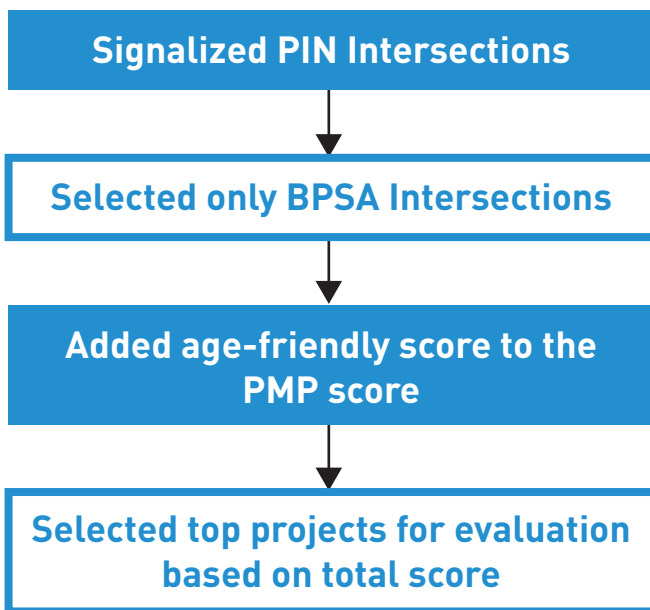 Signalized PIN Intersections
Selected only BPSA Intersections
Added age-friendly score to the
PMP score
Selected top projects for evaluation
based on total score